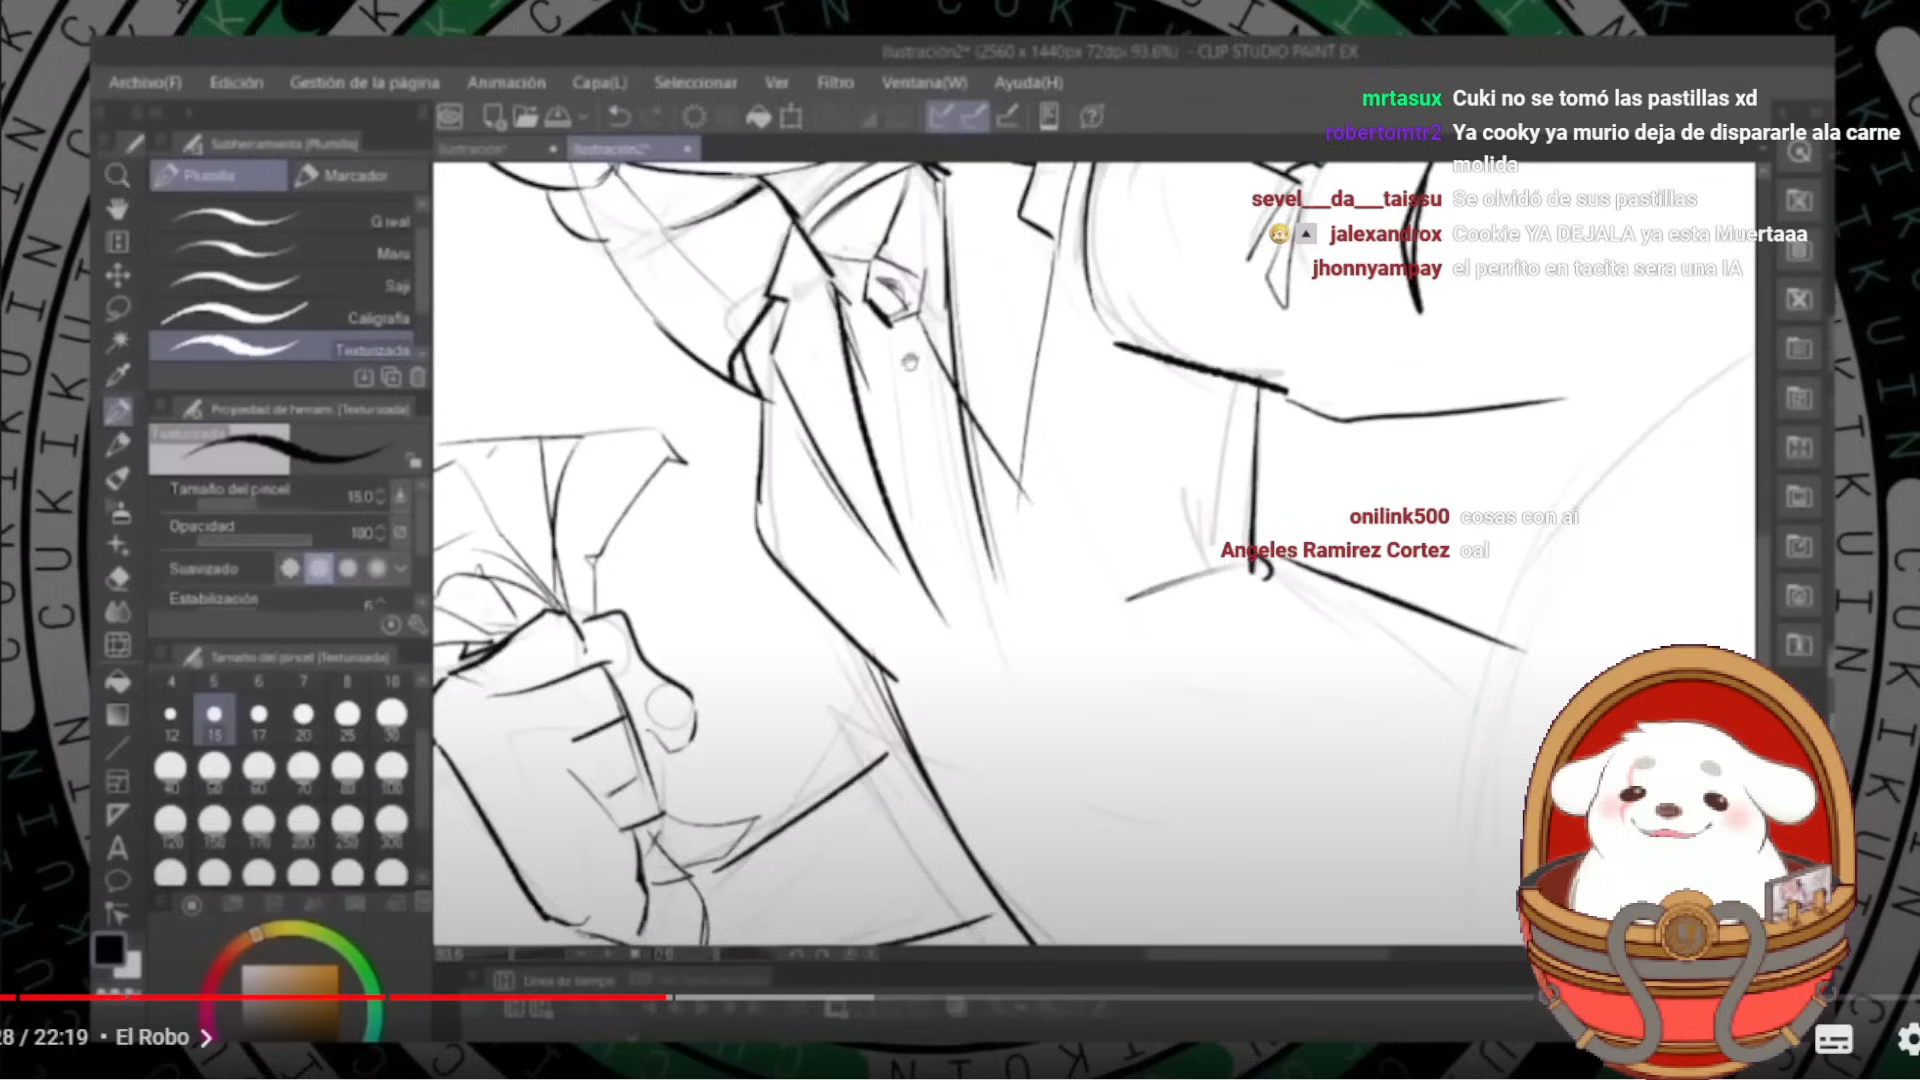 Ilustración2* (2560 x 1440px 72dpi 93.6%) - CLIP STUDIO PAINT EX
Archivo(F) Edición Gestión de la página Animación Capa(L) Seleccionar Ver Filtro Ventana(W) Ayuda(H)
mrtasux Cuki no se tomó las pastillas xd
robertomtr2 Ya cooky ya murio deja de dispararle ala carne
molida
sevel__da__taissu Se olvidó de sus pastillas
jalexandrox Cookie YA DEJALA ya esta Muertaaa
jhonnyampay el perrito en tacita sera una IA
Subherramienta [Plumilla]
Ilustración* Ilustración2*
Plumilla Marcador
G real
Maru
Saji
Caligrafía
Texturizada
Propiedad de herram. [Texturizada]
Texturizada
Tamaño del pincel 15.0
Opacidad 100
Suavizado
Estabilización 6
onilink500 cosas con ai
Angeles Ramirez Cortez oal
Tamaño del pincel [Texturizada]
4 5 6 7 8 10
12 15 17 20 25 30
40 50 60 70 80 100
120 150 170 200 250 300
Línea de tiempo
28 / 22:19 • El Robo
CUKIKUIN